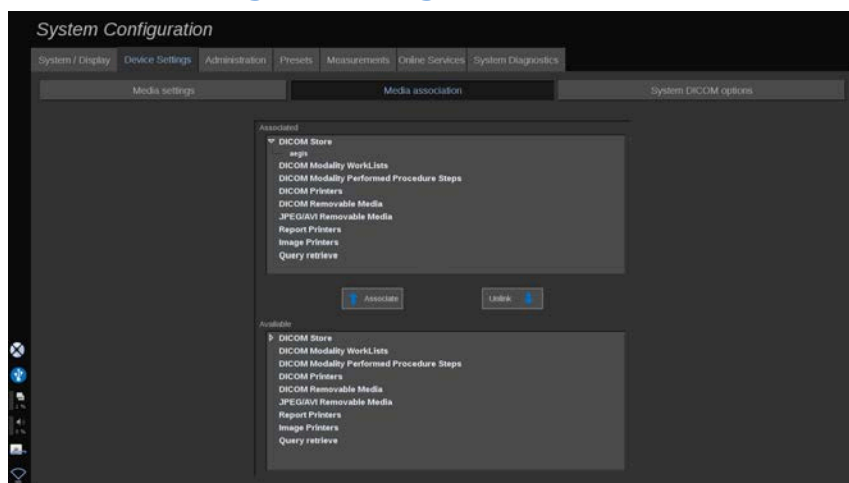 System Configuration
System / Display Device Settings Administration Presets Measurements Online Services System Diagnostics
Media settings Media association System DICOM options
Associated
DICOM Store
aegis
DICOM Modality WorkLists
DICOM Modality Performed Procedure Steps
DICOM Printers
DICOM Removable Media
JPEG/AVI Removable Media
Report Printers
Image Printers
Query retrieve
Associate Unlink
Available
DICOM Store
DICOM Modality WorkLists
DICOM Modality Performed Procedure Steps
DICOM Printers
DICOM Removable Media
JPEG/AVI Removable Media
Report Printers
Image Printers
Query retrieve